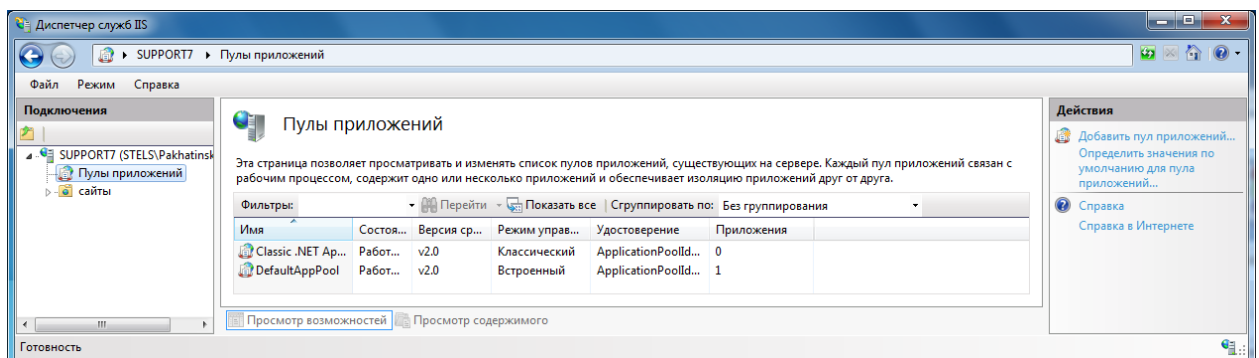 Диспетчер служб IIS
SUPPORT7 Пулы приложений
Файл Режим Справка
Подключения
SUPPORT7 (STELS\Pakhatinsk
Пулы приложений
сайты
Пулы приложений
Эта страница позволяет просматривать и изменять список пулов приложений, существующих на сервере. Каждый пул приложений связан с
рабочим процессом, содержит одно или несколько приложений и обеспечивает изоляцию приложений друг от друга.
Фильтры: Перейти Показать все Сгруппировать по: Без группирования
Имя Состоя... Версия ср... Режим управ... Удостоверение Приложения
Classic .NET Ap... Работ... v2.0 Классический ApplicationPoolId... 0
DefaultAppPool Работ... v2.0 Встроенный ApplicationPoolId... 1
Просмотр возможностей Просмотр содержимого
Действия
Добавить пул приложений...
Определить значения по
умолчанию для пула
приложений...
Справка
Справка в Интернете
Готовность